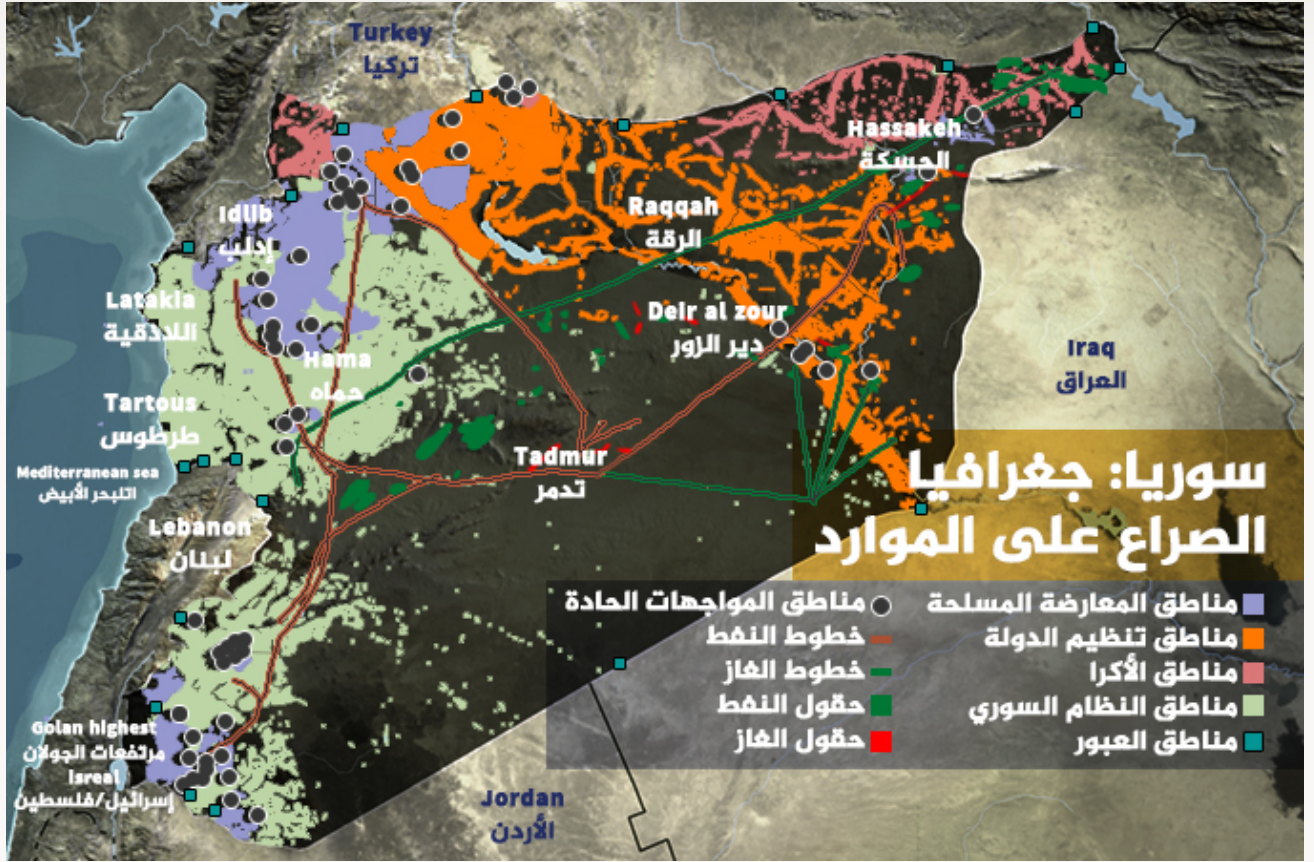 Turkey
تركيا
Hassakeh
الحسكة
Idlib
إدلب
Raqqah
الرقة
Latakia
اللاذقية
Deir al zour
دير الزور
Hama
حماه
Iraq
العراق
Tartous
طرطوس
Tadmur
تدمر
Mediterranean sea
اتلبحر الأبيض
Lebanon
لبنان
سوريا: جغرافيا
الصراع على الموارد
مناطق المعارضة المسلحة
مناطق تنظيم الدولة
مناطق الأكرا
مناطق النظام السوري
مناطق العبور
مناطق المواجهات الحادة
خطوط النفط
خطوط الغاز
حقول النفط
حقول الغاز
Golan highest
مرتفعات الجولان
Isreal
إسرائيل/فلسطين
Jordan
الأردن